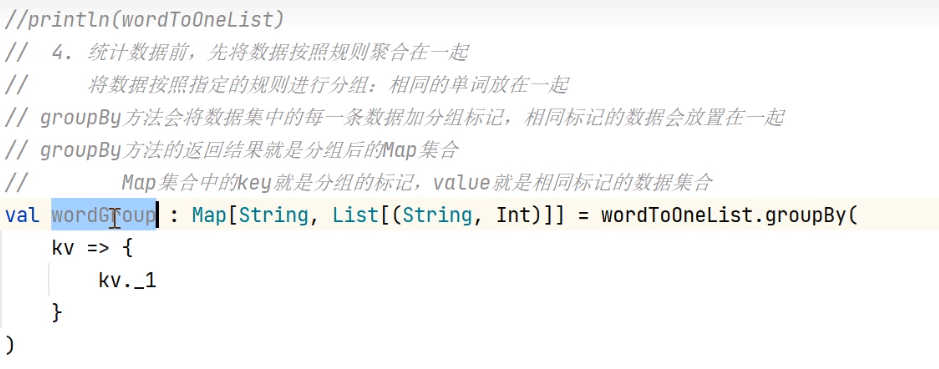 //println(wordToOneList)
// 4. 统计数据前，先将数据按照规则聚合在一起
// 将数据按照指定的规则进行分组：相同的单词放在一起
// groupBy方法会将数据集中的每一条数据加分组标记，相同标记的数据会放置在一起
// groupBy方法的返回结果就是分组后的Map集合
// Map集合中的key就是分组的标记，value就是相同标记的数据集合
val wordGroup : Map[String, List[(String, Int)]] = wordToOneList.groupBy(
kv => {
kv._1
}
)